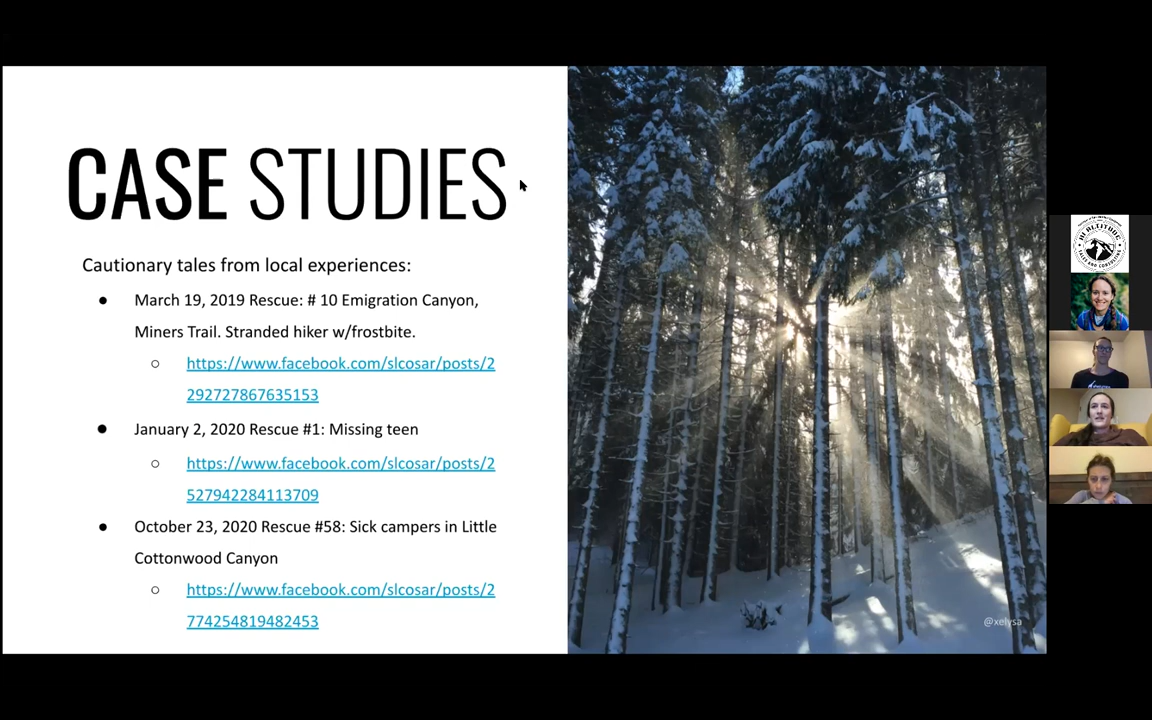 CASE STUDIES
Cautionary tales from local experiences:
● March 19, 2019 Rescue: # 10 Emigration Canyon,
Miners Trail. Stranded hiker w/frostbite.
○ https://www.facebook.com/slcosar/posts/2
292727867635153
● January 2, 2020 Rescue #1: Missing teen
○ https://www.facebook.com/slcosar/posts/2
527942284113709
● October 23, 2020 Rescue #58: Sick campers in Little
Cottonwood Canyon
○ https://www.facebook.com/slcosar/posts/2
774254819482453
@xelysa